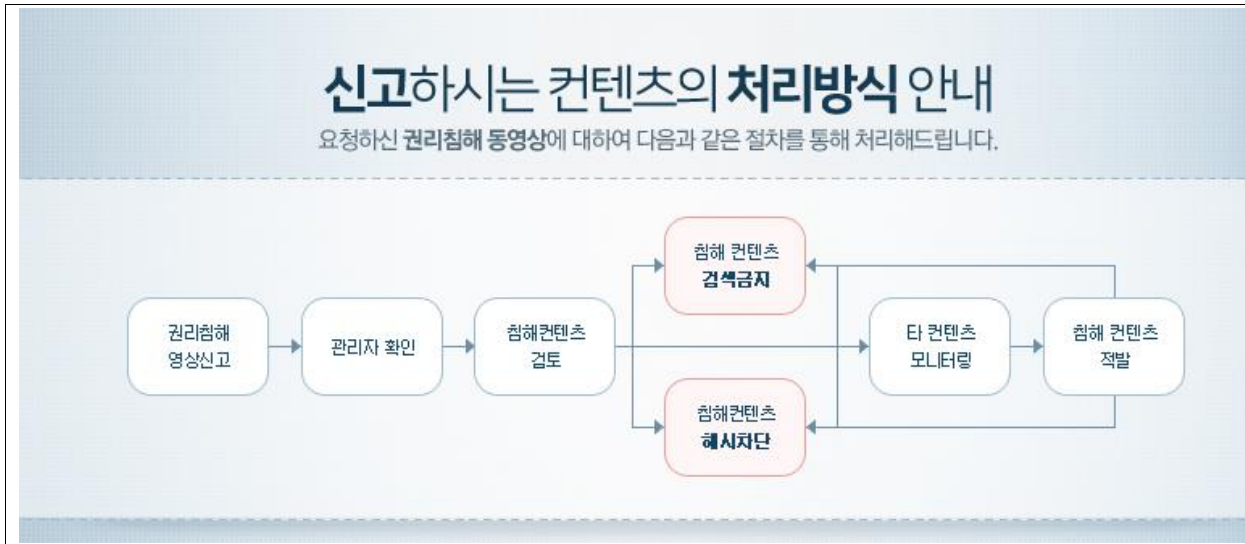 신고하시는 컨텐츠의 처리방식 안내
요청하신 권리침해 동영상에 대하여 다음과 같은 절차를 통해 처리해드립니다.
권리침해
영상신고
관리자 확인
침해컨텐츠
검토
침해 컨텐츠
검색금지
침해컨텐츠
해시차단
타 컨텐츠
모니터링
침해 컨텐츠
적발